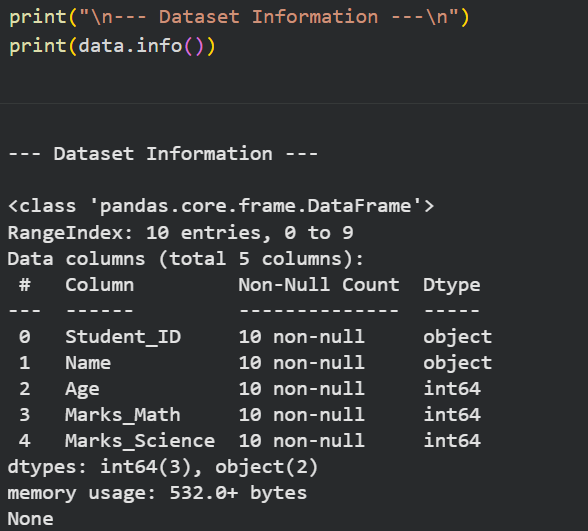 print("\n--- Dataset Information ---\n")
print(data.info())
--- Dataset Information ---
<class 'pandas.core.frame.DataFrame'>
RangeIndex: 10 entries, 0 to 9
Data columns (total 5 columns):
 #   Column         Non-Null Count  Dtype
---  ------         --------------  -----
 0   Student_ID     10 non-null     object
 1   Name           10 non-null     object
 2   Age            10 non-null     int64
 3   Marks_Math     10 non-null     int64
 4   Marks_Science  10 non-null     int64
dtypes: int64(3), object(2)
memory usage: 532.0+ bytes
None